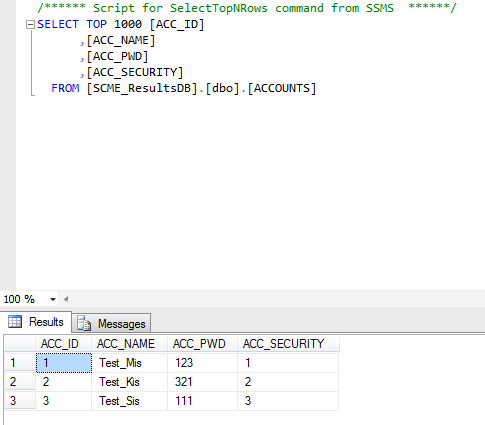 /****** Script for SelectTopNRows command from SSMS  ******/
SELECT TOP 1000 [ACC_ID]
,[ACC_NAME]
,[ACC_PWD]
,[ACC_SECURITY]
FROM [SCME_ResultsDB].[dbo].[ACCOUNTS]
100 %
Results Messages
ACC_ID ACC_NAME ACC_PWD ACC_SECURITY
1 1 Test_Mis 123 1
2 2 Test_Kis 321 2
3 3 Test_Sis 111 3